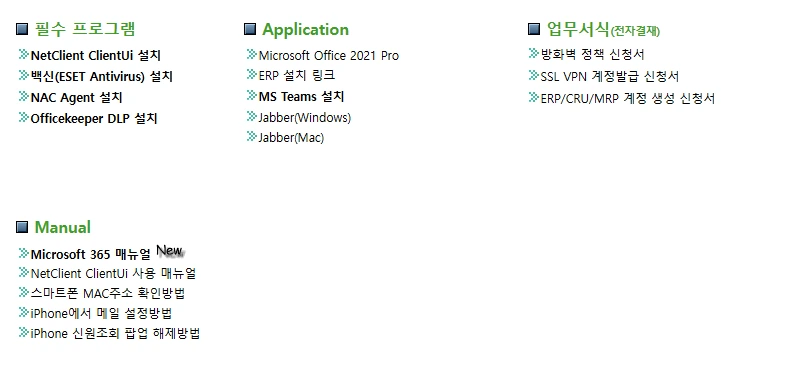 필수 프로그램
NetClient ClientUi 설치
백신(ESET Antivirus) 설치
NAC Agent 설치
Officekeeper DLP 설치
Application
Microsoft Office 2021 Pro
ERP 설치 링크
MS Teams 설치
Jabber(Windows)
Jabber(Mac)
업무서식(전자결재)
방화벽 정책 신청서
SSL VPN 계정발급 신청서
ERP/CRU/MRP 계정 생성 신청서
Manual
Microsoft 365 매뉴얼 New
NetClient ClientUi 사용 매뉴얼
스마트폰 MAC주소 확인방법
iPhone에서 메일 설정방법
iPhone 신원조회 팝업 해제방법